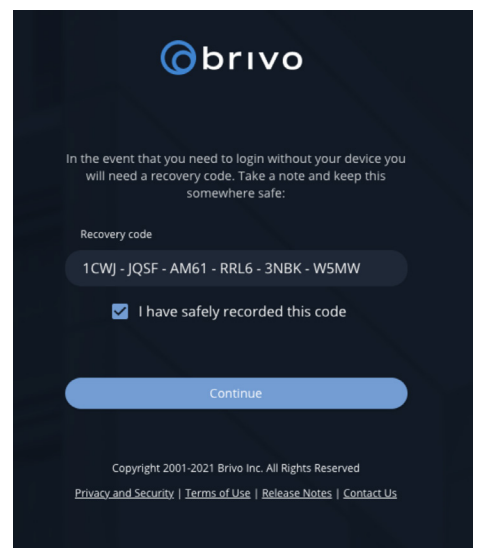 brivo
In the event that you need to login without your device you
will need a recovery code. Take a note and keep this
somewhere safe:
Recovery code
1CWJ - JQSF - AM61 - RRL6 - 3NBK - W5MW
I have safely recorded this code
Continue
Copyright 2001-2021 Brivo Inc. All Rights Reserved
Privacy and Security | Terms of Use | Release Notes | Contact Us